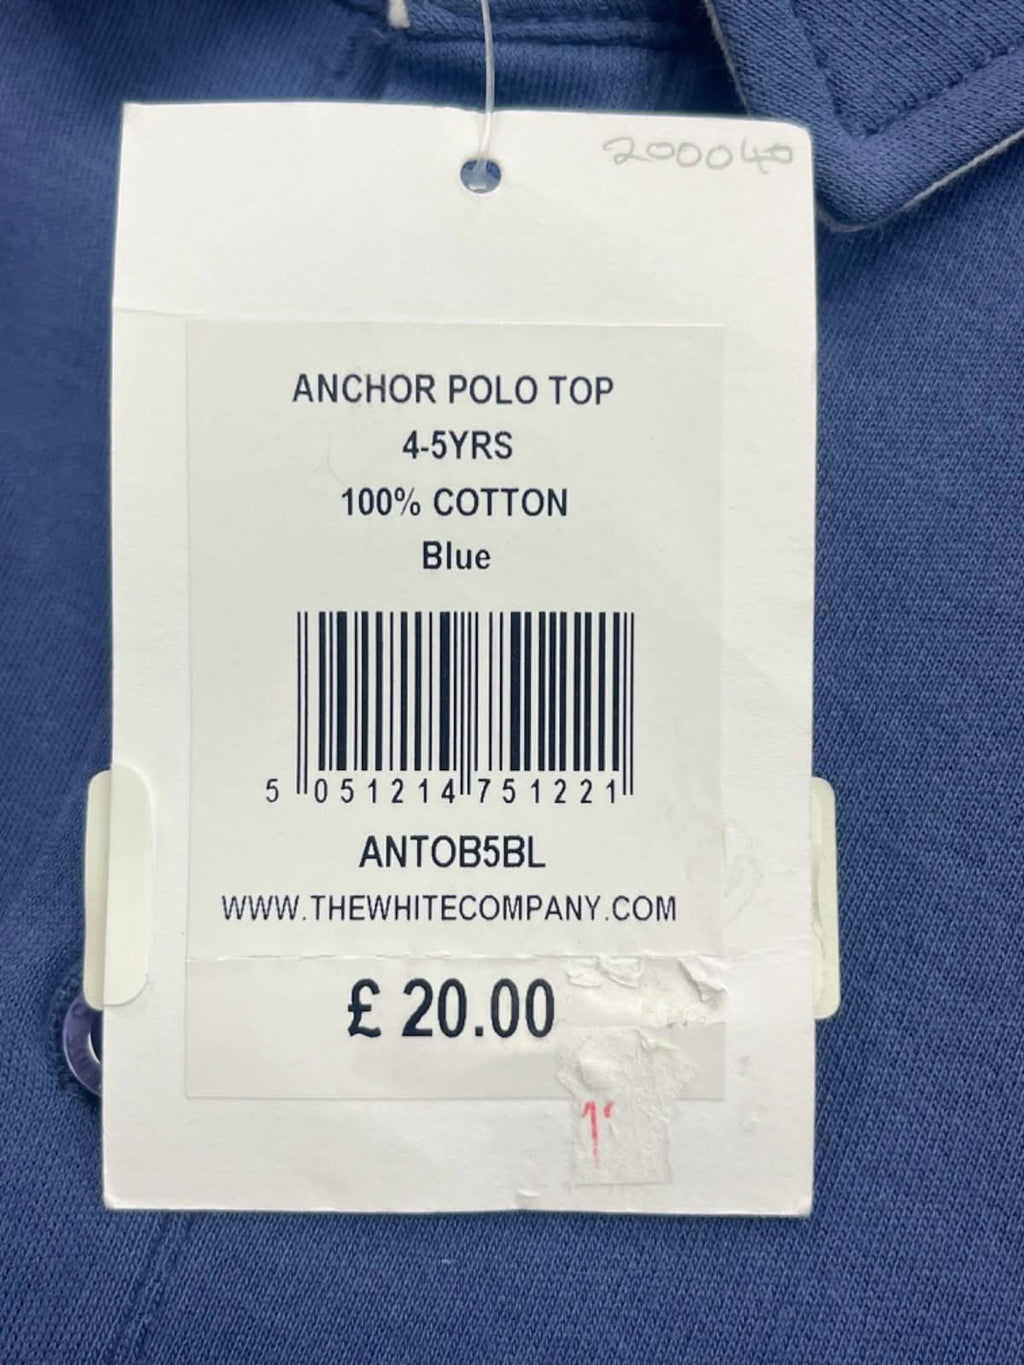 200040
ANCHOR POLO TOP
4-5YRS
100% COTTON
Blue
5 051214 751221
ANTOB5BL
WWW.THEWHITECOMPANY.COM
£ 20.00